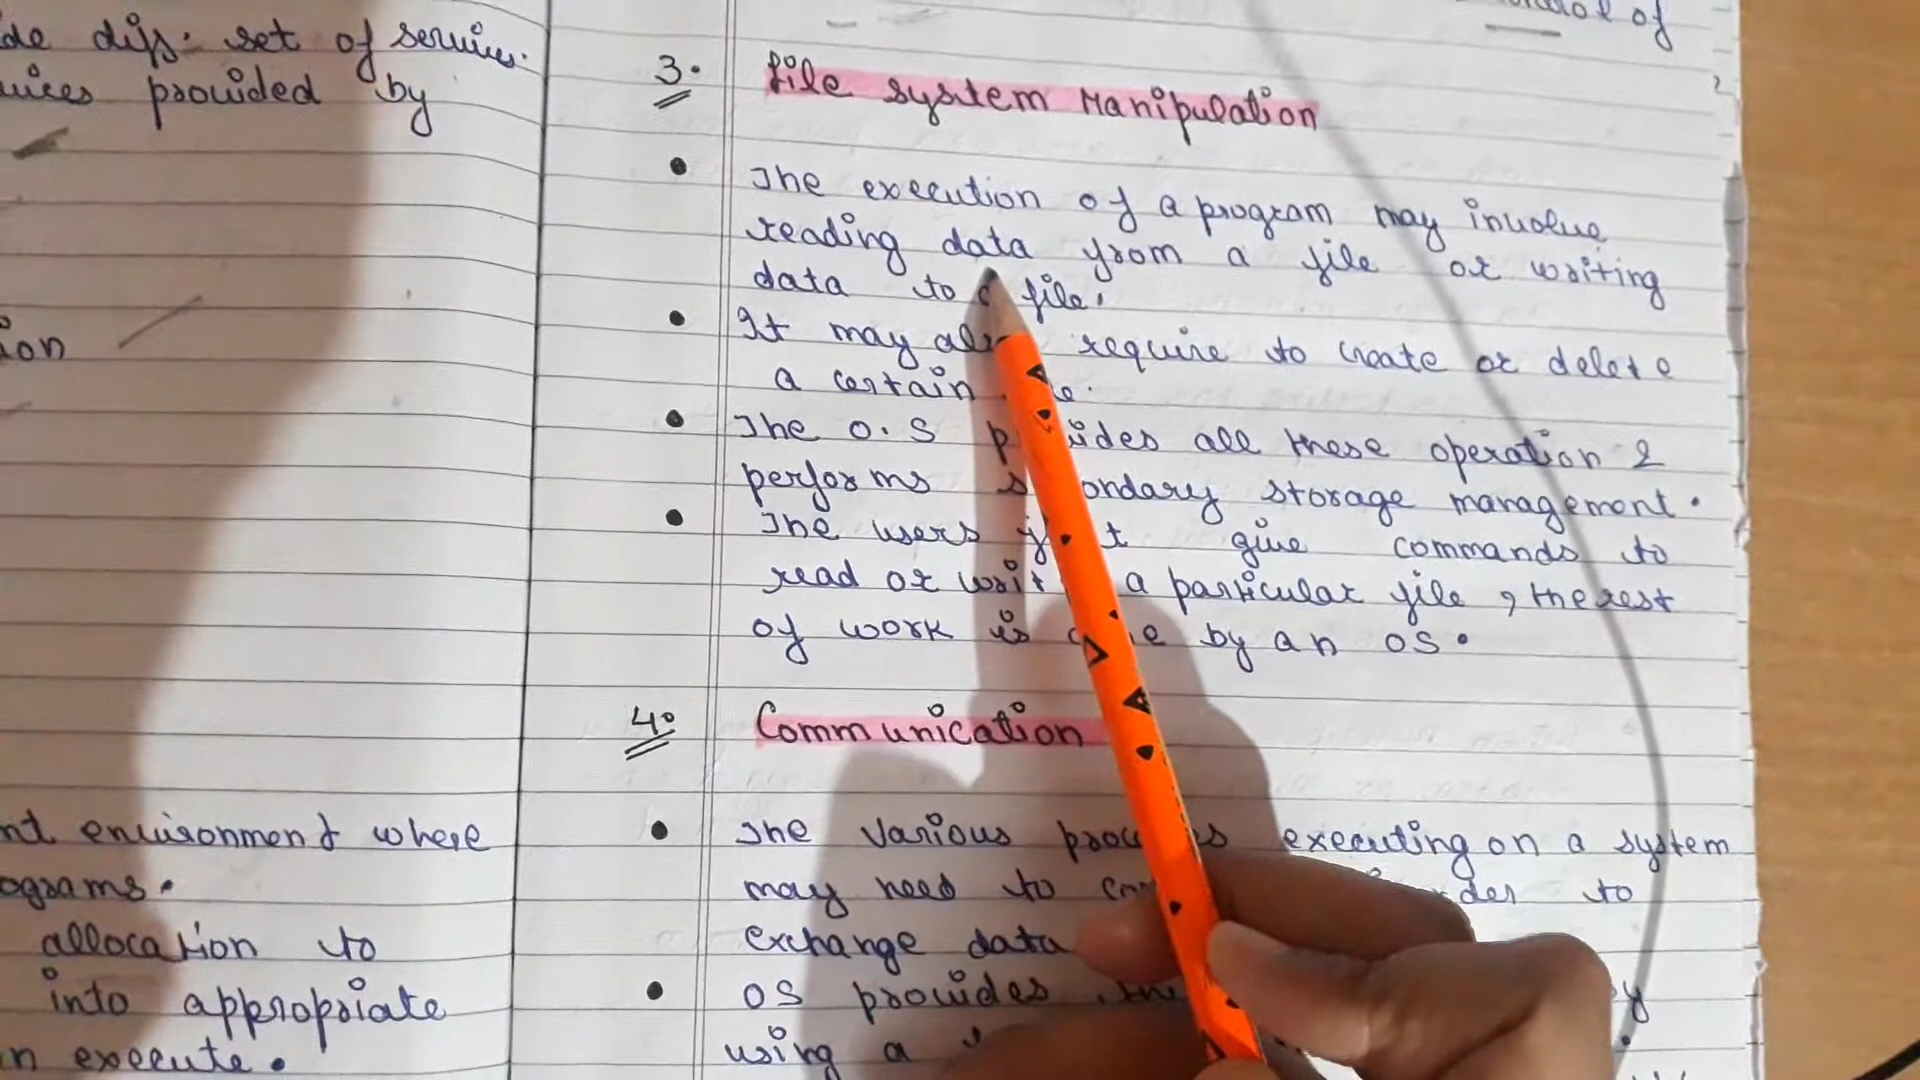 de diff. set of services.
provided by
ion
nt environment where
ograms.
allocation to
into appropriate
n execute.
of
3. file system Manipulation
• The execution of a program may involve
reading data from a file or writing
data to file.
• It may require to create or delete
a certain
• The O.S all these operation &
performs storage management.
• The users give commands to
read or a particular file, the rest
of work is by an OS.
4. Communication
• The various executing on a system
may need to to
exchange data
• OS provides
using a